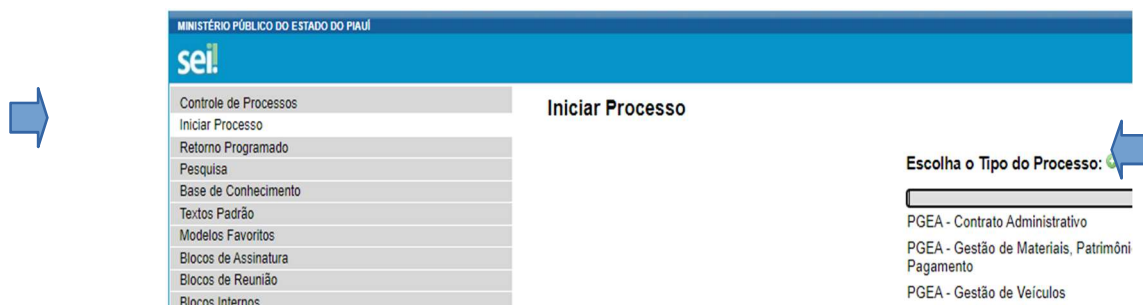 MINISTÉRIO PÚBLICO DO ESTADO DO PIAUÍ
sei!
Controle de Processos
Iniciar Processo
Retorno Programado
Pesquisa
Base de Conhecimento
Textos Padrão
Modelos Favoritos
Blocos de Assinatura
Blocos de Reunião
Blocos Internos
Iniciar Processo
Escolha o Tipo do Processo:
PGEA - Contrato Administrativo
PGEA - Gestão de Materiais, Patrimôni
Pagamento
PGEA - Gestão de Veículos